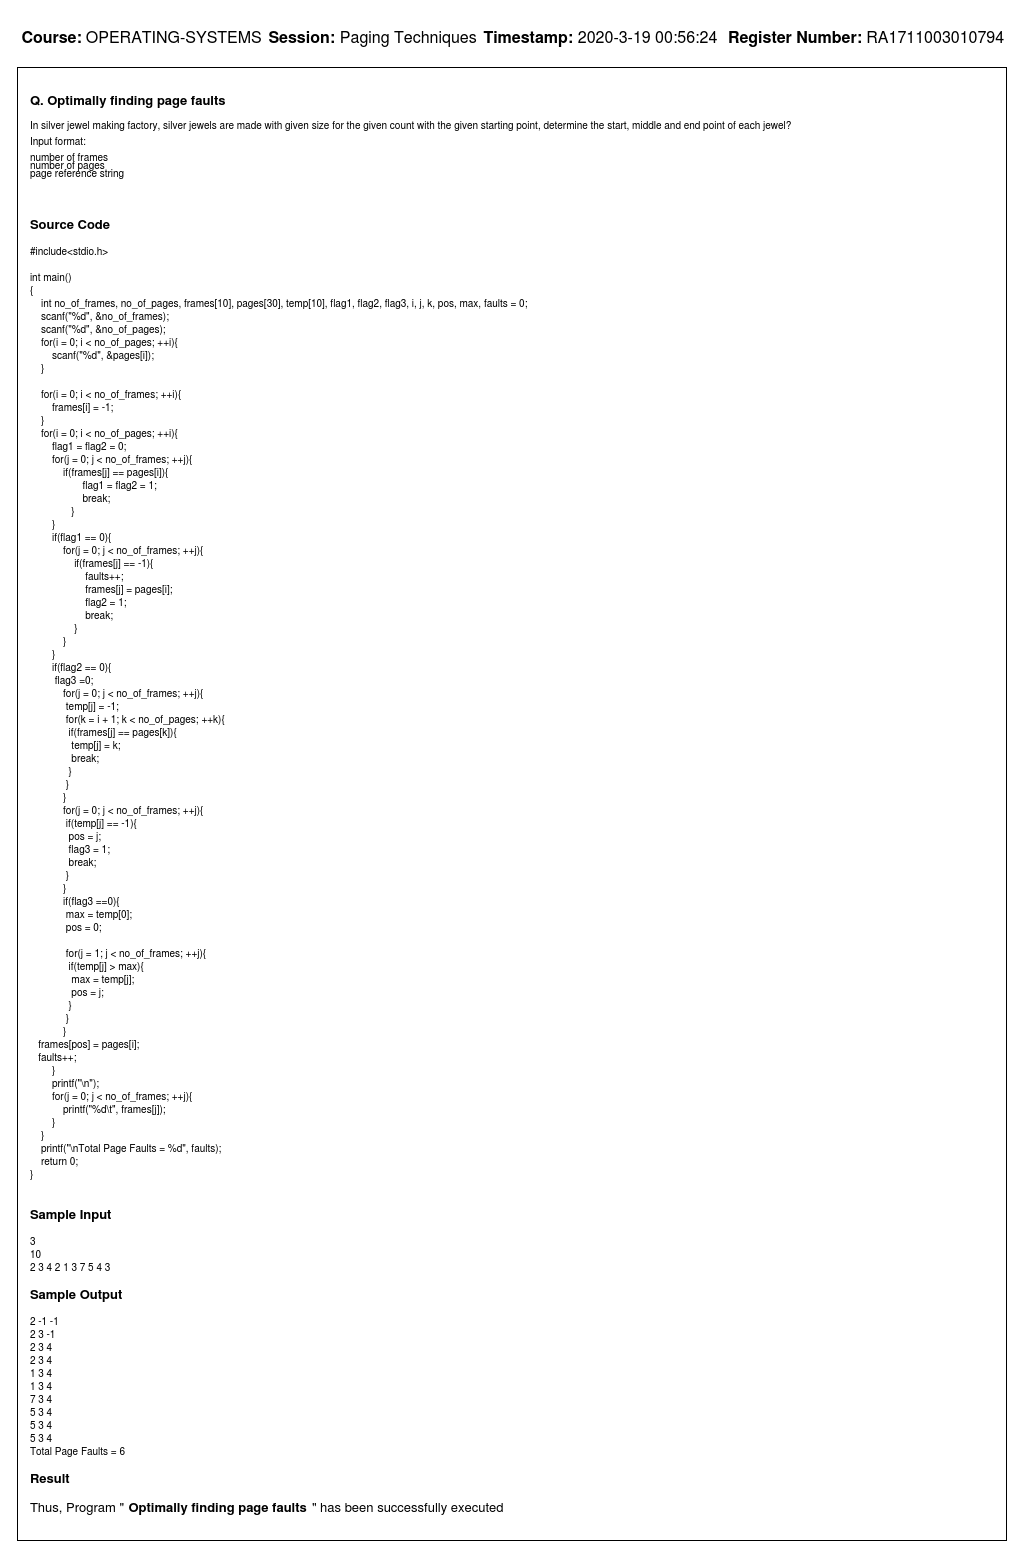 Course: OPERATING-SYSTEMS Session: Paging Techniques Timestamp: 2020-3-19 00:56:24 Register Number: RA1711003010794
Q. Optimally finding page faults
In silver jewel making factory, silver jewels are made with given size for the given count with the given starting point, determine the start, middle and end point of each jewel?
Input format:
number of frames
number of pages
page reference string
Source Code
#include<stdio.h>
int main()
{
int no_of_frames, no_of_pages, frames[10], pages[30], temp[10], flag1, flag2, flag3, i, j, k, pos, max, faults = 0;
scanf("%d", &no_of_frames);
scanf("%d", &no_of_pages);
for(i = 0; i < no_of_pages; ++i){
scanf("%d", &pages[i]);
}
for(i = 0; i < no_of_frames; ++i){
frames[i] = -1;
}
for(i = 0; i < no_of_pages; ++i){
flag1 = flag2 = 0;
for(j = 0; j < no_of_frames; ++j){
if(frames[j] == pages[i]){
flag1 = flag2 = 1;
break;
}
}
if(flag1 == 0){
for(j = 0; j < no_of_frames; ++j){
if(frames[j] == -1){
faults++;
frames[j] = pages[i];
flag2 = 1;
break;
}
}
}
if(flag2 == 0){
flag3 =0;
for(j = 0; j < no_of_frames; ++j){
temp[j] = -1;
for(k = i + 1; k < no_of_pages; ++k){
if(frames[j] == pages[k]){
temp[j] = k;
break;
}
}
}
for(j = 0; j < no_of_frames; ++j){
if(temp[j] == -1){
pos = j;
flag3 = 1;
break;
}
}
if(flag3 ==0){
max = temp[0];
pos = 0;
for(j = 1; j < no_of_frames; ++j){
if(temp[j] > max){
max = temp[j];
pos = j;
}
}
}
frames[pos] = pages[i];
faults++;
}
printf("\n");
for(j = 0; j < no_of_frames; ++j){
printf("%d\t", frames[j]);
}
}
printf("\nTotal Page Faults = %d", faults);
return 0;
}
Sample Input
3
10
2 3 4 2 1 3 7 5 4 3
Sample Output
2 -1 -1
2 3 -1
2 3 4
2 3 4
1 3 4
1 3 4
7 3 4
5 3 4
5 3 4
5 3 4
Total Page Faults = 6
Result
Thus, Program " Optimally finding page faults " has been successfully executed